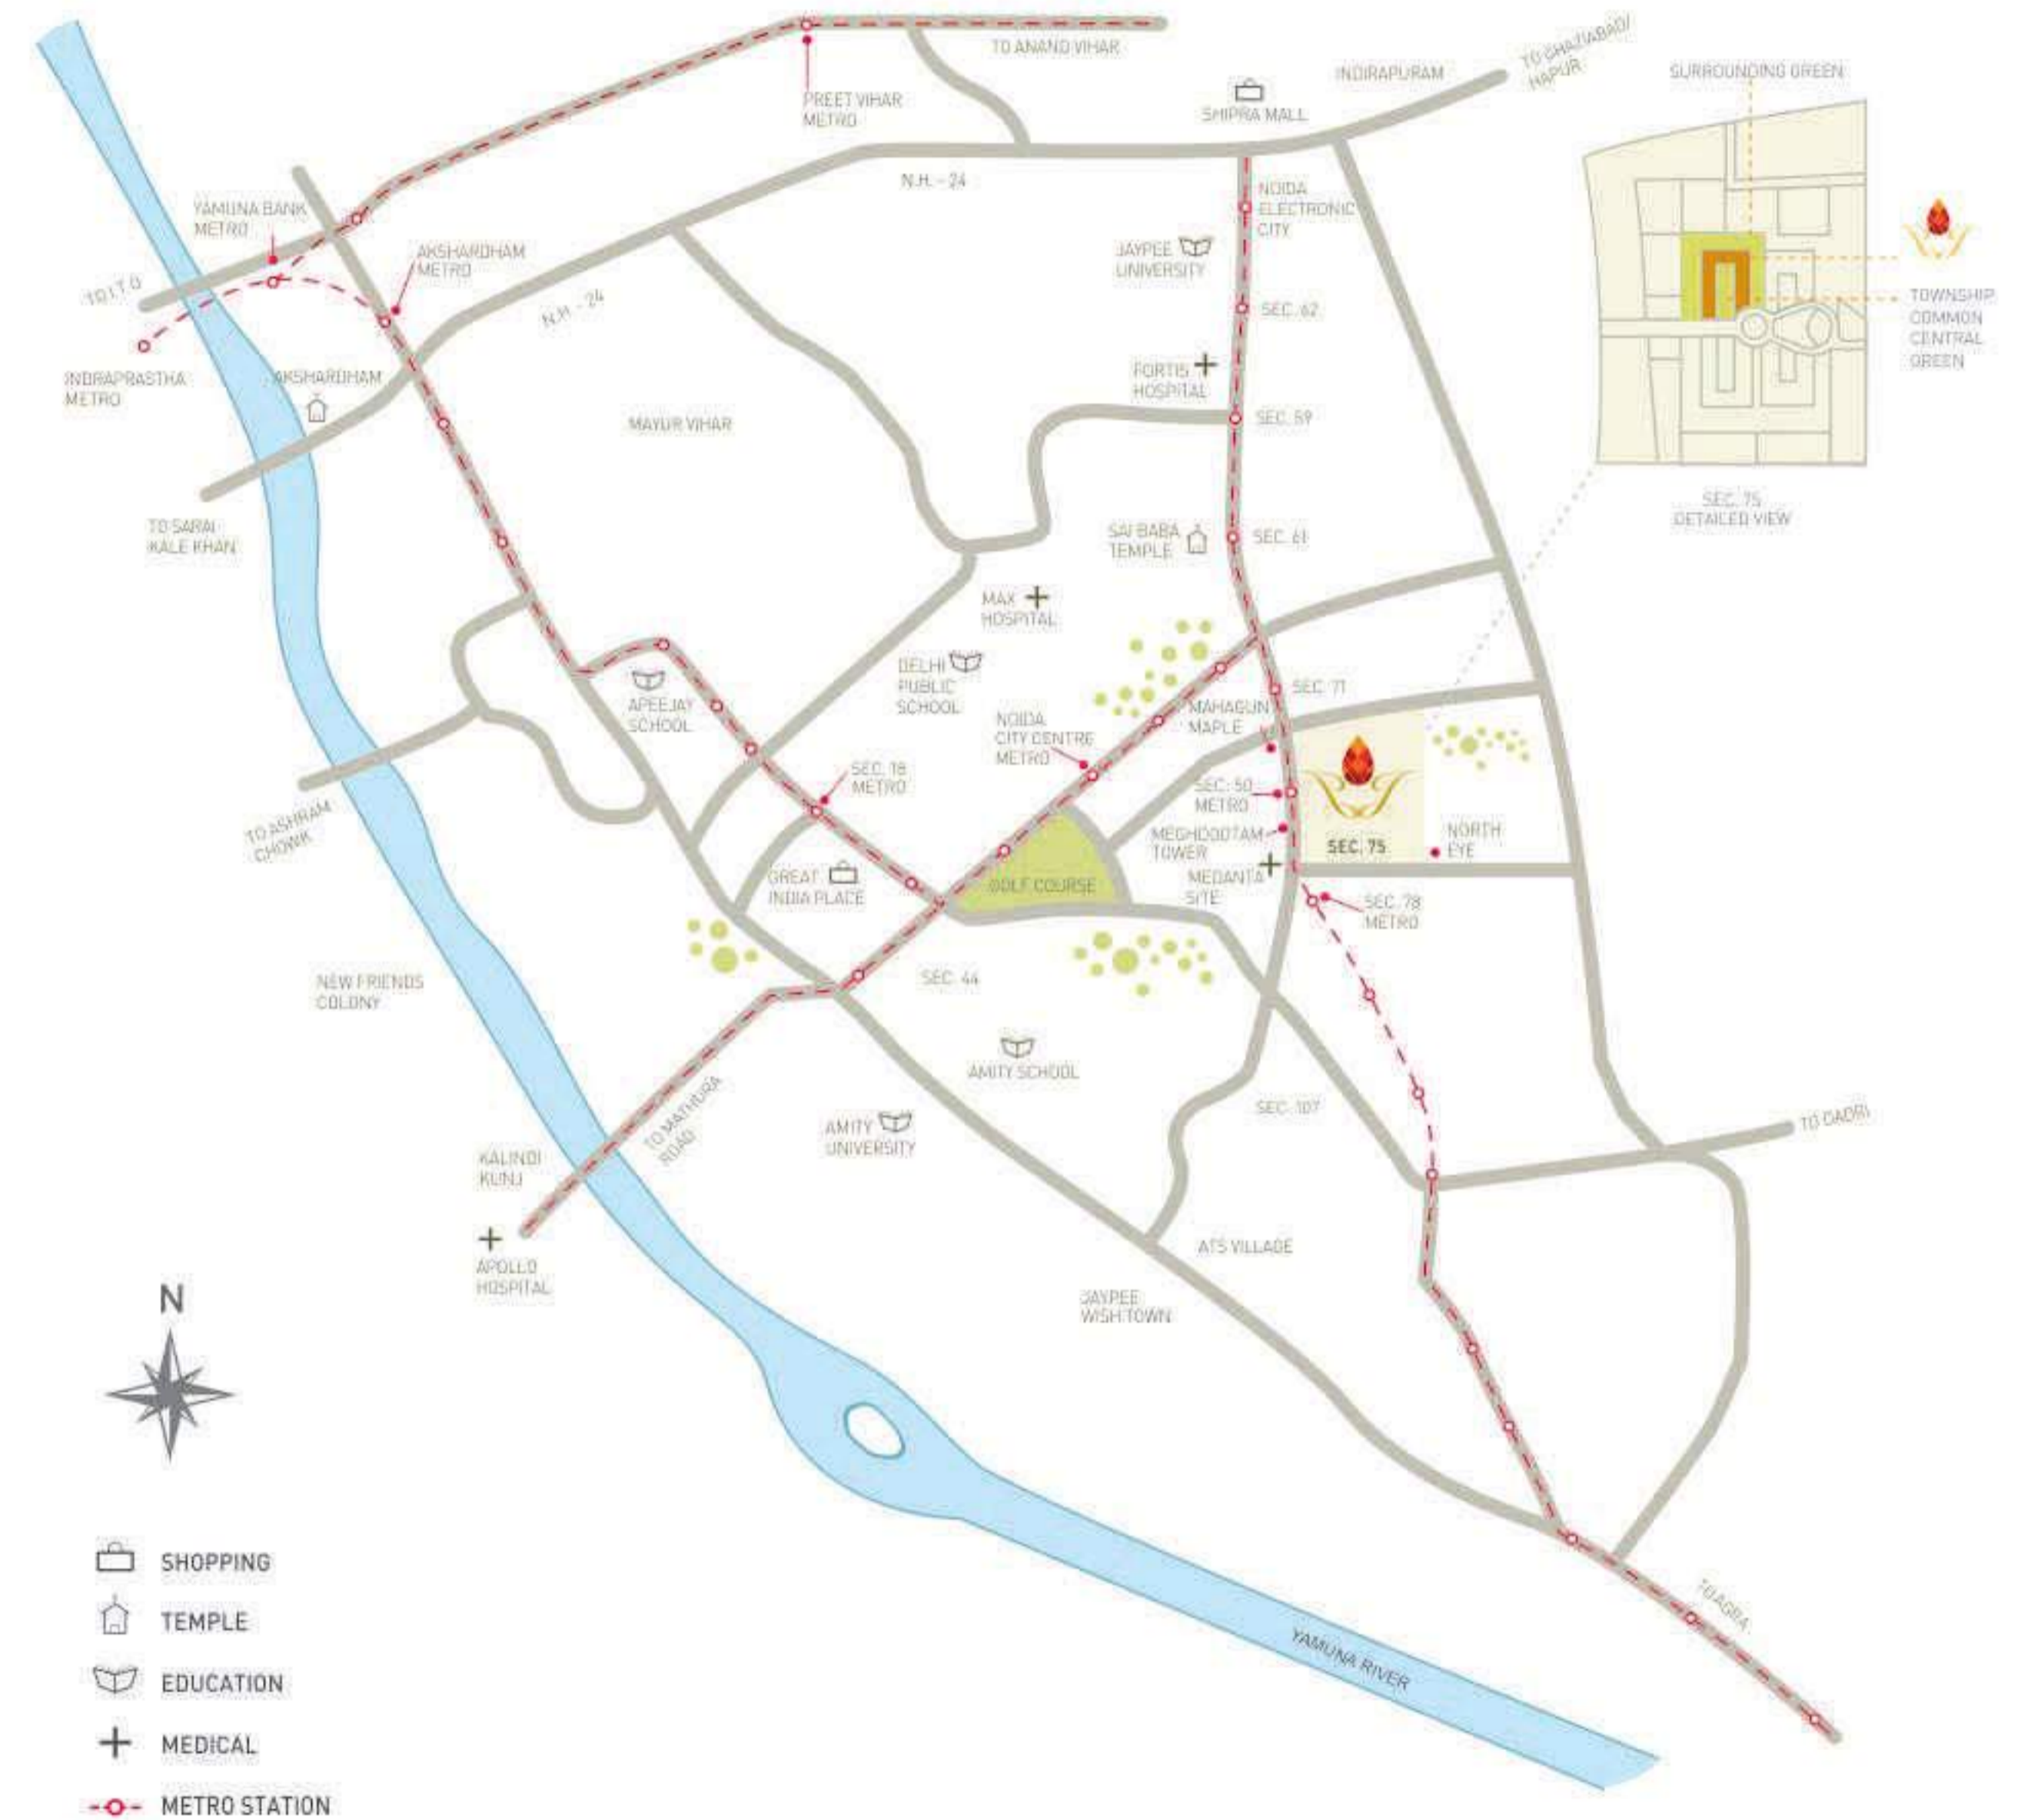 TO ANAND VIHAR
PREET VIHAR
METRO
SHIPRA MALL
INDIRAPURAM
TO GHAZIABAD/
HAPUR
SURROUNDING GREEN
TOWNSHIP
COMMON
CENTRAL
GREEN
SEC. 75
DETAILED VIEW
YAMUNA BANK
METRO
AKSHARDHAM
METRO
TO I.T.O
INDRAPRASTHA
METRO
AKSHARDHAM
N.H. - 24
N.H. - 24
NOIDA
ELECTRONIC
CITY
JAYPEE
UNIVERSITY
SEC. 62
FORTIS
HOSPITAL
SEC. 59
MAYUR VIHAR
TO SARAI
KALE KHAN
SAI BABA
TEMPLE
SEC. 61
MAX
HOSPITAL
DELHI
PUBLIC
SCHOOL
APEEJAY
SCHOOL
SEC. 71
MAHAGUN
MAPLE
NOIDA
CITY CENTRE
METRO
SEC. 18
METRO
SEC. 50
METRO
MEGHDOOTAM
TOWER
MEDANTA
SITE
SEC. 75
NORTH
EYE
TO ASHRAM
CHOWK
GREAT
INDIA PLACE
GOLF COURSE
SEC. 78
METRO
NEW FRIENDS
COLONY
SEC. 44
AMITY SCHOOL
AMITY
UNIVERSITY
SEC. 107
TO DADRI
TO MATHURA
ROAD
KALINDI
KUNJ
APOLLO
HOSPITAL
ATS VILLAGE
JAYPEE
WISH TOWN
TO AGRA
YAMUNA RIVER
N
SHOPPING
TEMPLE
EDUCATION
MEDICAL
METRO STATION